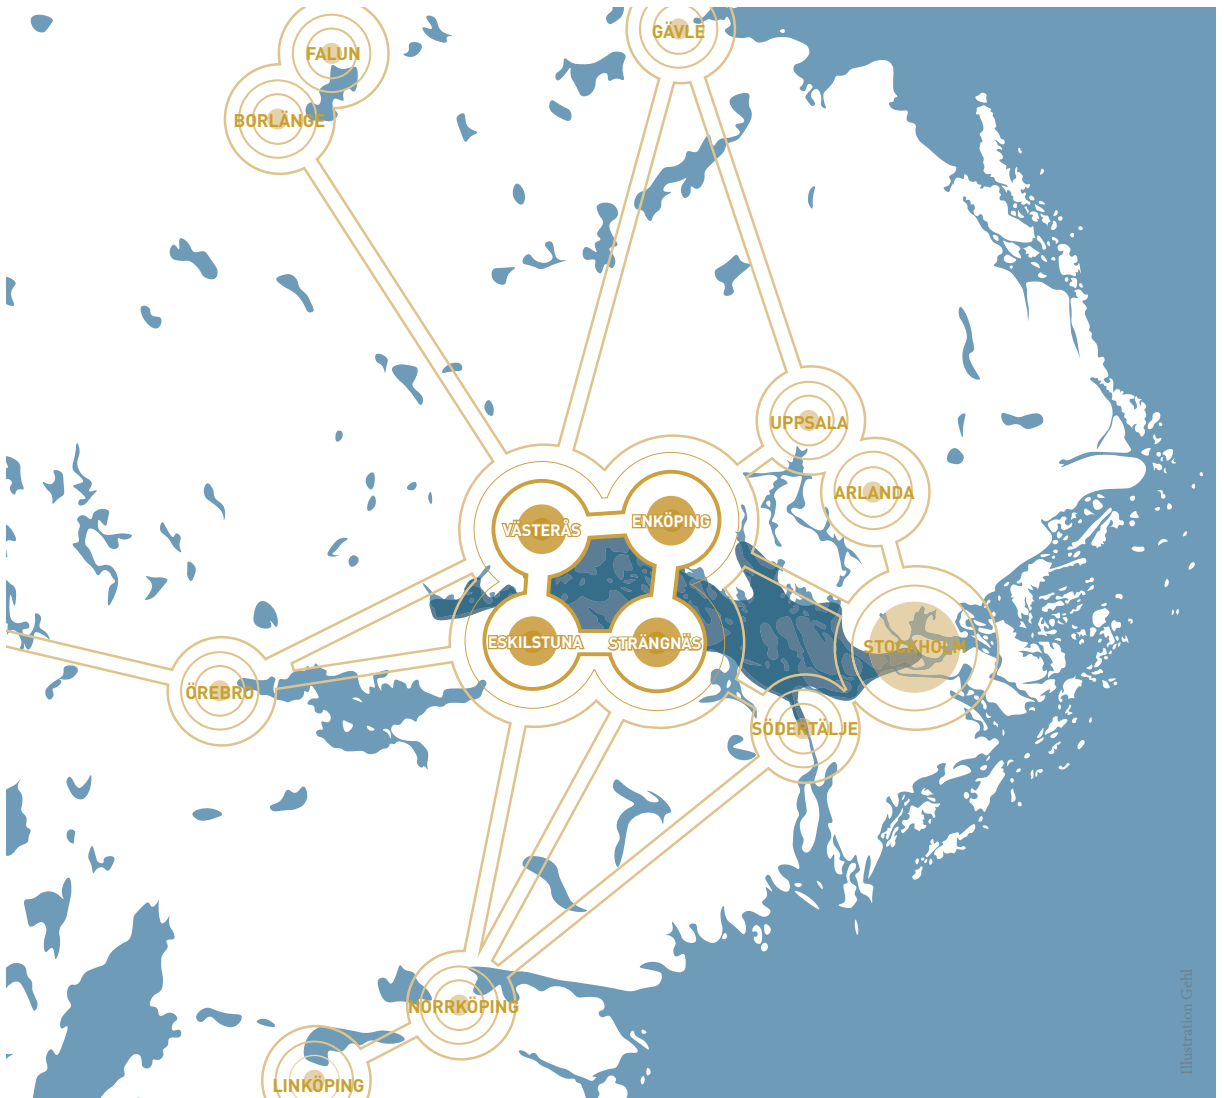 GÄVLE
FALUN
BORLÄNGE
UPPSALA
ARLANDA
ENKÖPING
VÄSTERÅS
ESKILSTUNA
STRÄNGNÄS
STOCKHOLM
ÖREBRO
SÖDERTÄLJE
NORRKÖPING
LINKÖPING
Illustration Gehl